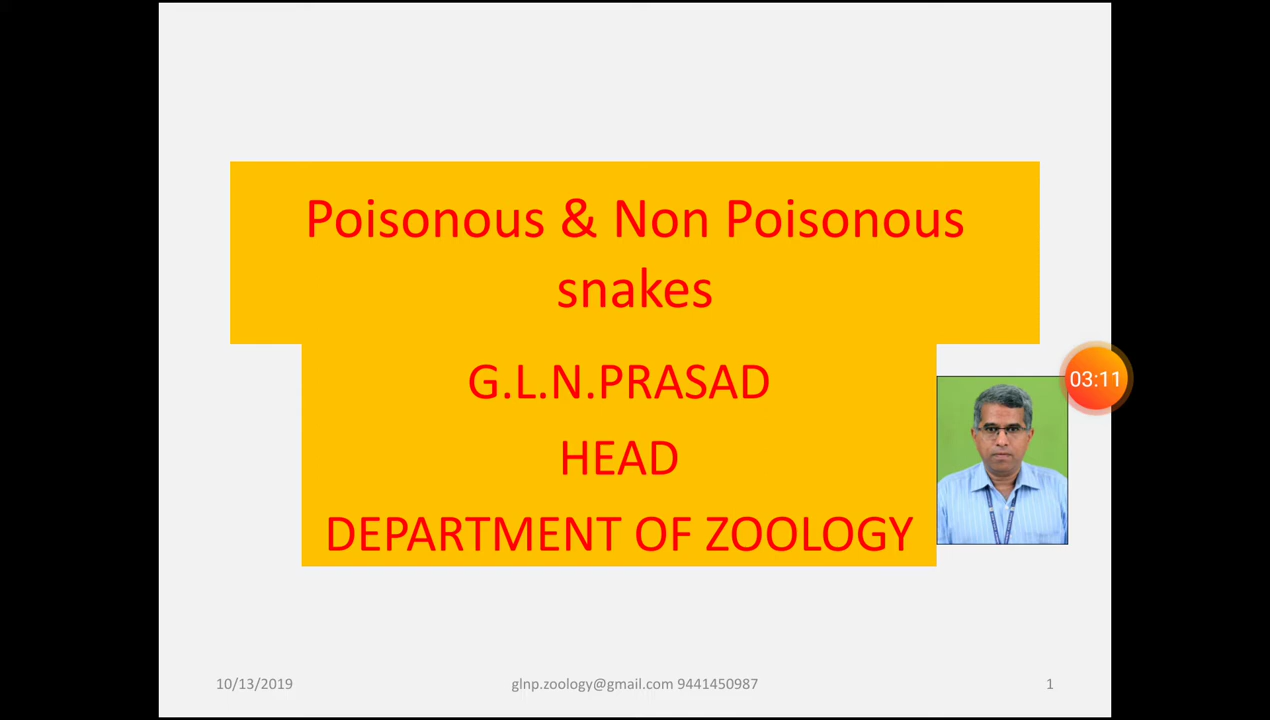 Poisonous & Non Poisonous
snakes
G.L.N.PRASAD
HEAD
DEPARTMENT OF ZOOLOGY
03:11
10/13/2019
glnp.zoology@gmail.com 9441450987
1